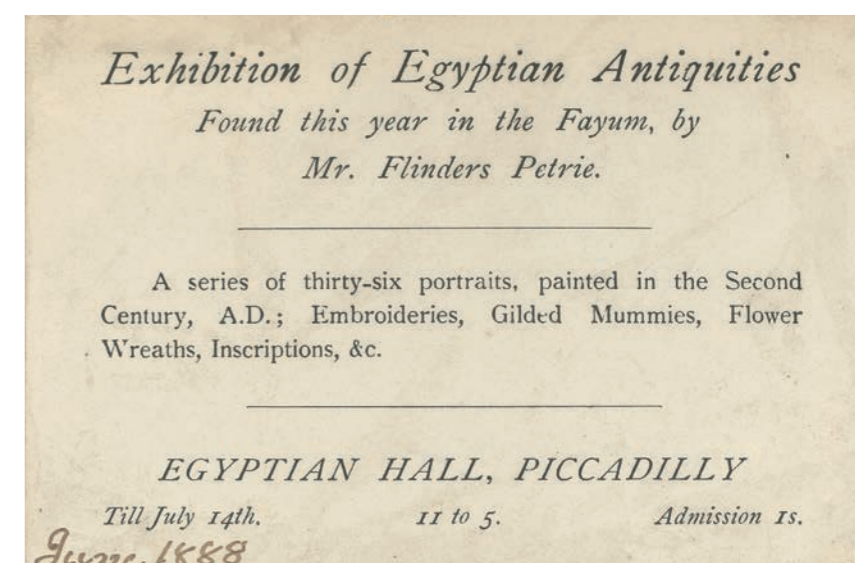 Exhibition of Egyptian Antiquities
Found this year in the Fayum, by
Mr. Flinders Petrie.
A series of thirty-six portraits, painted in the Second
Century, A.D.; Embroideries, Gilded Mummies, Flower
Wreaths, Inscriptions, &c.
EGYPTIAN HALL, PICCADILLY
Till July 14th. 11 to 5. Admission 1s.
June 1888